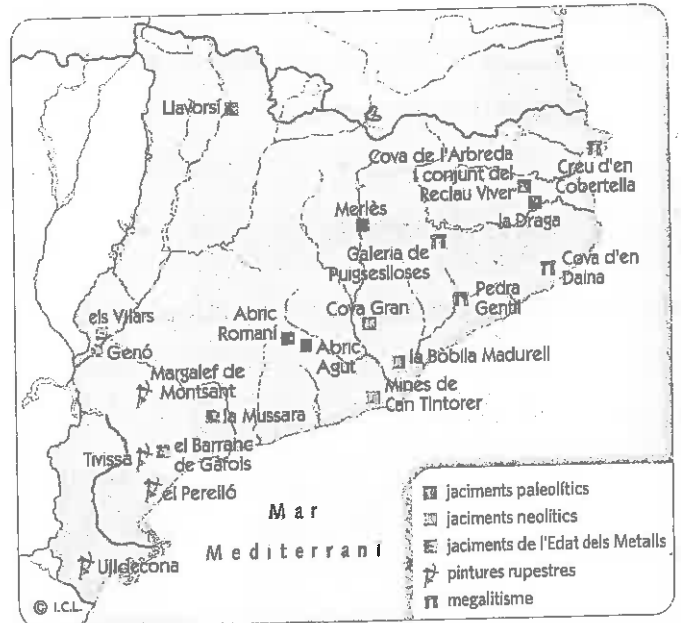 Llavorsí
Cova de l'Arbreda
i conjunt del
Reclau Viver
Creu d'en
Cobertella
la Draga
Merlès
Galeria de
Puigseslloses
Cova d'en
Daina
Pedra
Gentil
Cova Gran
els Vilars
Genó
Abric
Romaní
Abric
Agut
la Bòbila Madurell
Margalef de
Montsant
Mines de
Can Tintorer
la Mussara
Tivissa
el Barranc
de Gàfols
el Perelló
Mar
Mediterrani
Ulldecona
jaciments paleolítics
jaciments neolítics
jaciments de l'Edat dels Metalls
pintures rupestres
megalitisme
© I.C.L.